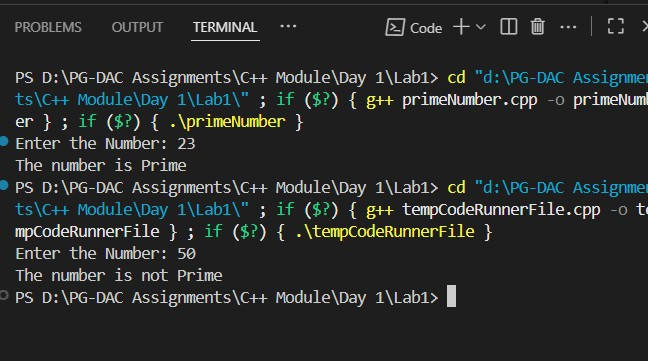 PROBLEMS OUTPUT TERMINAL ... Code
PS D:\PG-DAC Assignments\C++ Module\Day 1\Lab1> cd "d:\PG-DAC Assignmen
ts\C++ Module\Day 1\Lab1\" ; if ($?) { g++ primeNumber.cpp -o primeNumb
er } ; if ($?) { .\primeNumber }
Enter the Number: 23
The number is Prime
PS D:\PG-DAC Assignments\C++ Module\Day 1\Lab1> cd "d:\PG-DAC Assignmen
ts\C++ Module\Day 1\Lab1\" ; if ($?) { g++ tempCodeRunnerFile.cpp -o te
mpCodeRunnerFile } ; if ($?) { .\tempCodeRunnerFile }
Enter the Number: 50
The number is not Prime
PS D:\PG-DAC Assignments\C++ Module\Day 1\Lab1>